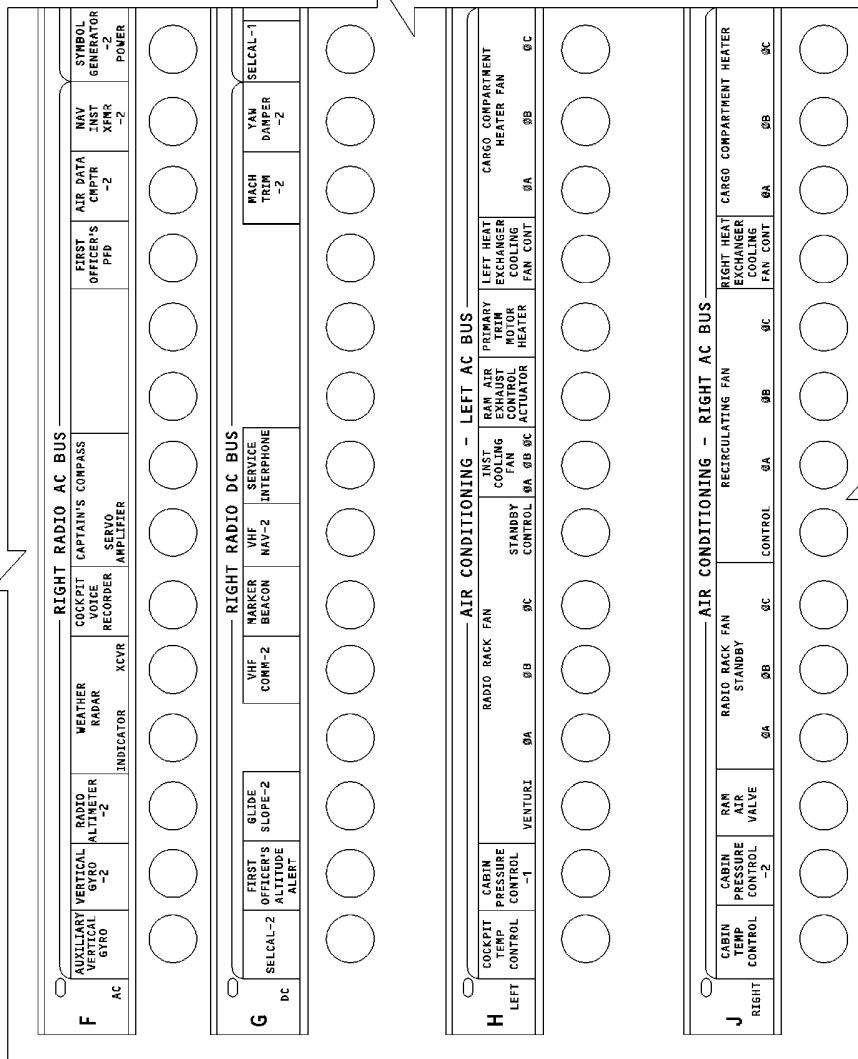 F
AC
RIGHT RADIO AC BUS
AUXILIARY
VERTICAL
GYRO
VERTICAL
GYRO
-2
RADIO
ALTIMETER
-2
WEATHER
RADAR
INDICATOR XCVR
COCKPIT
VOICE
RECORDER
CAPTAIN'S COMPASS
SERVO
AMPLIFIER
FIRST
OFFICER'S
PFD
AIR DATA
CMPTR
-2
NAV
INST
XFMR
-2
SYMBOL
GENERATOR
-2
POWER
G
DC
RIGHT RADIO DC BUS
SELCAL-2
FIRST
OFFICER'S
ALTITUDE
ALERT
GLIDE
SLOPE-2
VHF
COMM-2
MARKER
BEACON
VHF
NAV-2
SERVICE
INTERPHONE
MACH
TRIM
-2
YAW
DAMPER
-2
SELCAL-1
H
LEFT
AIR CONDITIONING - LEFT AC BUS
COCKPIT
TEMP
CONTROL
CABIN
PRESSURE
CONTROL
-1
RADIO RACK FAN
VENTURI ØA ØB ØC
STANDBY
CONTROL
INST
COOLING
FAN
ØA ØB ØC
RAM AIR
EXHAUST
CONTROL
ACTUATOR
PRIMARY
TRIM
MOTOR
HEATER
LEFT HEAT
EXCHANGER
COOLING
FAN CONT
CARGO COMPARTMENT
HEATER FAN
ØA ØB ØC
J
RIGHT
AIR CONDITIONING - RIGHT AC BUS
CABIN
TEMP
CONTROL
CABIN
PRESSURE
CONTROL
-2
RAM
AIR
VALVE
RADIO RACK FAN
STANDBY
ØA ØB ØC
RECIRCULATING FAN
CONTROL ØA ØB ØC
RIGHT HEAT
EXCHANGER
COOLING
FAN CONT
CARGO COMPARTMENT HEATER
ØA ØB ØC